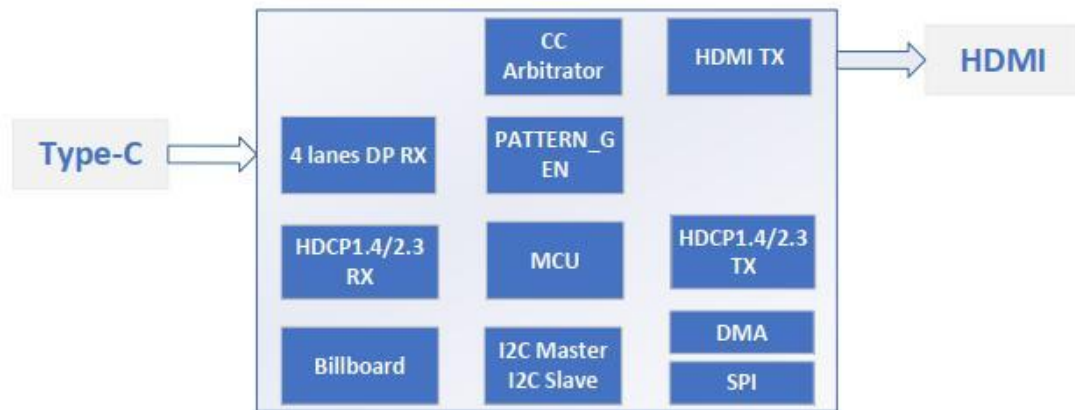 CC
Arbitrator
HDMI TX
HDMI
Type-C
4 lanes DP RX
PATTERN_G
EN
HDCP1.4/2.3
RX
MCU
HDCP1.4/2.3
TX
Billboard
I2C Master
I2C Slave
DMA
SPI